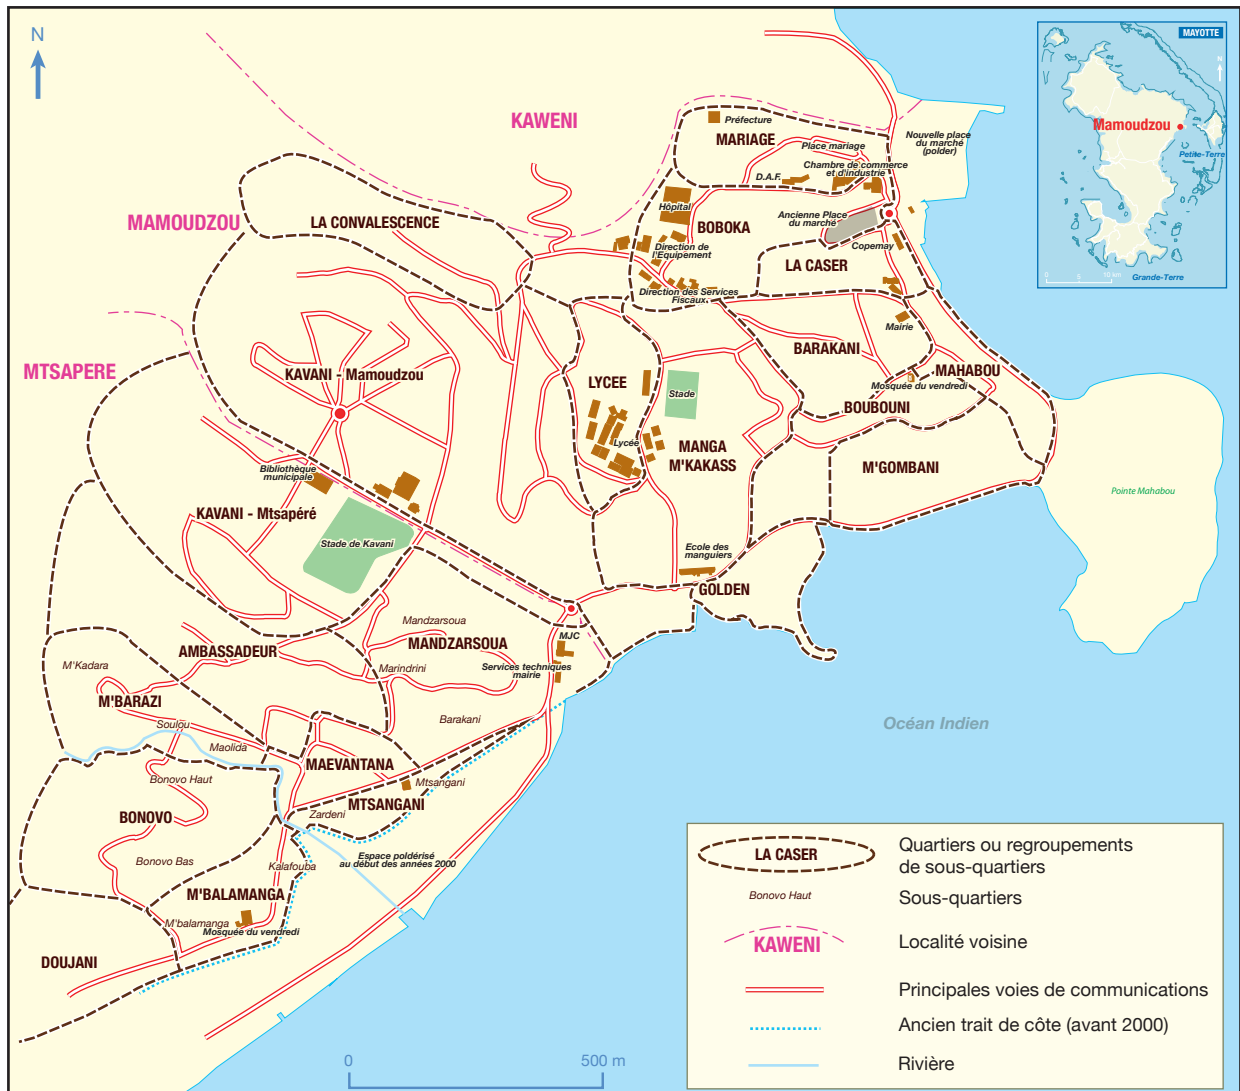 N
KAWENI
MAMOUDZOU
MTSAPERE
MAYOTTE
N
Mamoudzou
Petite-Terre
Grande-Terre
0
5
10 km
Préfecture
MARIAGE
Place mariage
Nouvelle place
du marché
(polder)
Chambre de commerce
et d'industrie
D.A.F.
Hôpital
BOBOKA
Ancienne Place
du marché
Copemay
Direction de
l'Equipement
LA CASER
Direction des Services
Fiscaux
LA CONVALESCENCE
Mairie
BARAKANI
MAHABOU
Mosquée du vendredi
BOUBOUNI
KAVANI - Mamoudzou
LYCEE
Stade
Lycée
MANGA
M'KAKASS
M'GOMBANI
Pointe Mahabou
Bibliothèque
municipale
KAVANI - Mtsapéré
Stade de Kavani
Ecole des
manguiers
GOLDEN
Mandzarsoua
MANDZARSOUA
MJC
AMBASSADEUR
Marindrini
Services techniques
mairie
M'Kadara
M'BARAZI
Soulou
Maolida
Barakani
Océan Indien
MAEVANTANA
Bonovo Haut
Mtsangani
MTSANGANI
Zardeni
BONOVO
Bonovo Bas
Kalafouba
Espace poldérisé
au début des années 2000
M'BALAMANGA
M'balamanga
Mosquée du vendredi
DOUJANI
0
500 m
LA CASER
Quartiers ou regroupements
de sous-quartiers
Bonovo Haut
Sous-quartiers
KAWENI
Localité voisine
Principales voies de communications
Ancien trait de côte (avant 2000)
Rivière